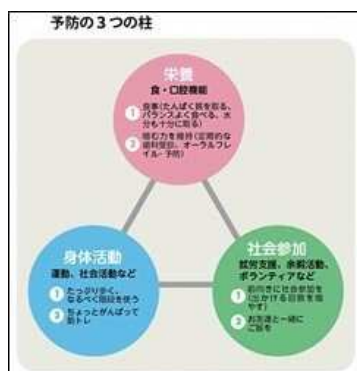 予防の3つの柱
栄養
食・口腔機能
1 食事(たんぱく質を取る、
バランスよく食べる、水
分も十分に取る)
2 噛む力を維持(定期的な
歯科受診、オーラルフレ
イル・予防)
身体活動
運動、社会活動など
1 たっぷり歩く、
なるべく階段を使う
2 ちょっとがんばって
筋トレ
社会参加
就労支援、余暇活動、
ボランティアなど
1 前向きに社会参加を
(出かける回数を増
やす)
2 お友達と一緒に
ご飯を